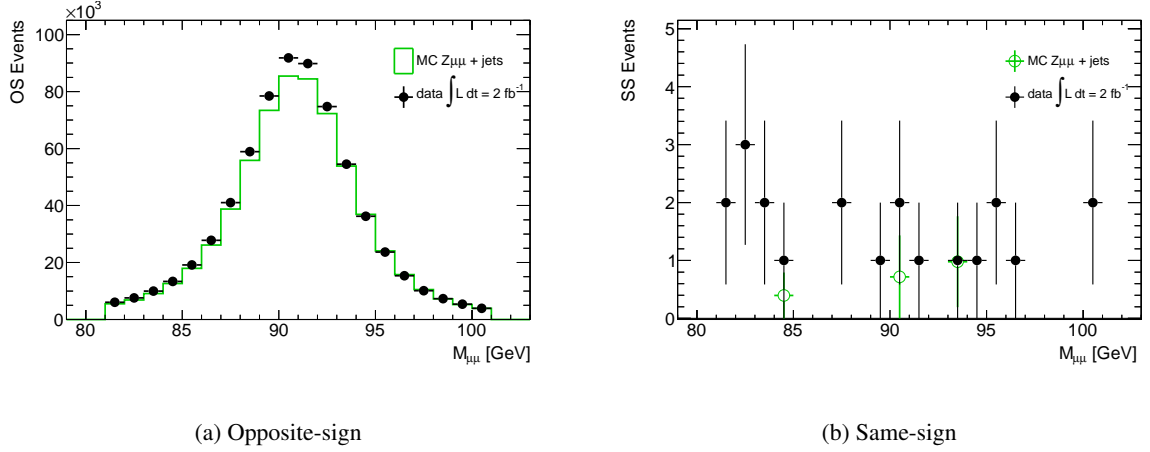 ×10³
OS Events
100
80
60
40
20
0
80 85 90 95 100
M_μμ [GeV]
MC Zμμ + jets
data ∫ L dt = 2 fb⁻¹
(a) Opposite-sign
SS Events
5
4
3
2
1
0
80 85 90 95 100
M_μμ [GeV]
MC Zμμ + jets
data ∫ L dt = 2 fb⁻¹
(b) Same-sign